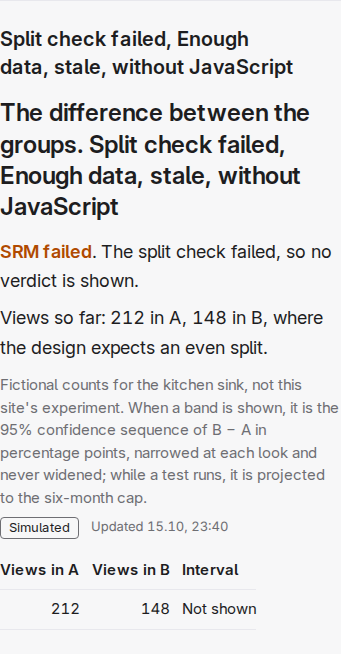 Split check failed, Enough
data, stale, without JavaScript
The difference between the
groups. Split check failed,
Enough data, stale, without
JavaScript
SRM failed. The split check failed, so no
verdict is shown.
Views so far: 212 in A, 148 in B, where
the design expects an even split.
Fictional counts for the kitchen sink, not this
site's experiment. When a band is shown, it is the
95% confidence sequence of B − A in
percentage points, narrowed at each look and
never widened; while a test runs, it is projected
to the six-month cap.
Simulated Updated 15.10, 23:40
Views in A Views in B Interval
212 148 Not shown